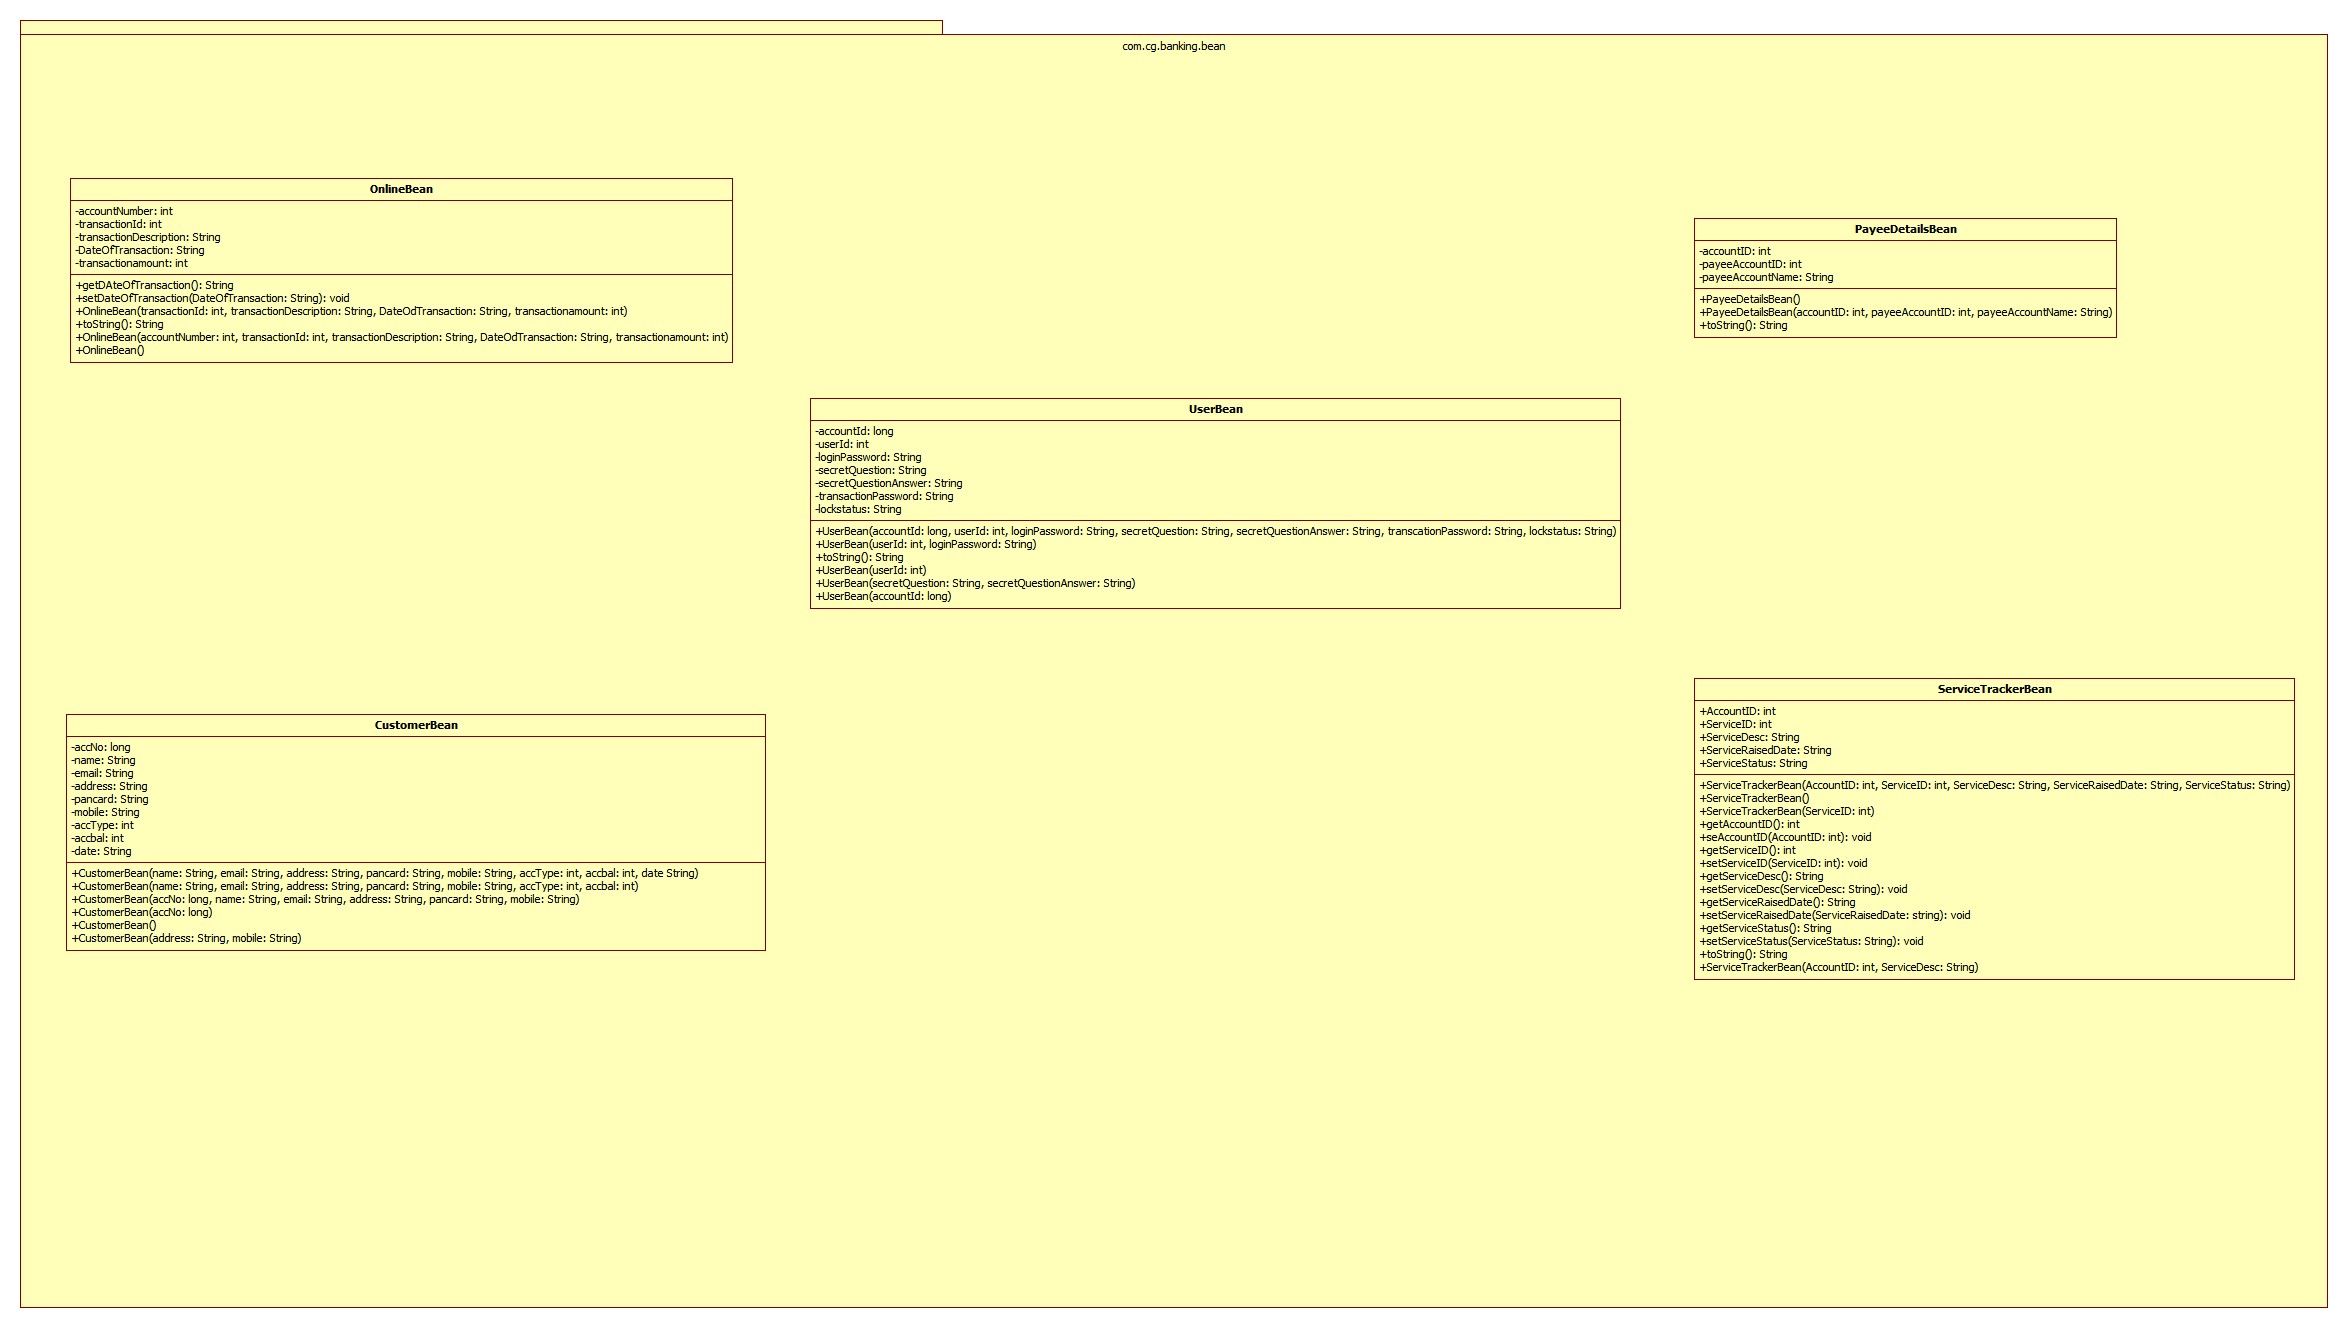 com.cg.banking.bean
OnlineBean
-accountNumber: int
-transactionId: int
-transactionDescription: String
-DateOfTransaction: String
-transactionamount: int
+getDAteOfTransaction(): String
+setDateOfTransaction(DateOfTransaction: String): void
+OnlineBean(transactionId: int, transactionDescription: String, DateOdTransaction: String, transactionamount: int)
+toString(): String
+OnlineBean(accountNumber: int, transactionId: int, transactionDescription: String, DateOdTransaction: String, transactionamount: int)
+OnlineBean()
PayeeDetailsBean
-accountID: int
-payeeAccountID: int
-payeeAccountName: String
+PayeeDetailsBean()
+PayeeDetailsBean(accountID: int, payeeAccountID: int, payeeAccountName: String)
+toString(): String
UserBean
-accountId: long
-userId: int
-loginPassword: String
-secretQuestion: String
-secretQuestionAnswer: String
-transactionPassword: String
-lockstatus: String
+UserBean(accountId: long, userId: int, loginPassword: String, secretQuestion: String, secretQuestionAnswer: String, transcationPassword: String, lockstatus: String)
+UserBean(userId: int, loginPassword: String)
+toString(): String
+UserBean(userId: int)
+UserBean(secretQuestion: String, secretQuestionAnswer: String)
+UserBean(accountId: long)
CustomerBean
-accNo: long
-name: String
-email: String
-address: String
-pancard: String
-mobile: String
-accType: int
-accbal: int
-date: String
+CustomerBean(name: String, email: String, address: String, pancard: String, mobile: String, accType: int, accbal: int, date String)
+CustomerBean(name: String, email: String, address: String, pancard: String, mobile: String, accType: int, accbal: int)
+CustomerBean(accNo: long, name: String, email: String, address: String, pancard: String, mobile: String)
+CustomerBean(accNo: long)
+CustomerBean()
+CustomerBean(address: String, mobile: String)
ServiceTrackerBean
+AccountID: int
+ServiceID: int
+ServiceDesc: String
+ServiceRaisedDate: String
+ServiceStatus: String
+ServiceTrackerBean(AccountID: int, ServiceID: int, ServiceDesc: String, ServiceRaisedDate: String, ServiceStatus: String)
+ServiceTrackerBean()
+ServiceTrackerBean(ServiceID: int)
+getAccountID(): int
+seAccountID(AccountID: int): void
+getServiceID(): int
+setServiceID(ServiceID: int): void
+getServiceDesc(): String
+setServiceDesc(ServiceDesc: String): void
+getServiceRaisedDate(): String
+setServiceRaisedDate(ServiceRaisedDate: string): void
+getServiceStatus(): String
+setServiceStatus(ServiceStatus: String): void
+toString(): String
+ServiceTrackerBean(AccountID: int, ServiceDesc: String)